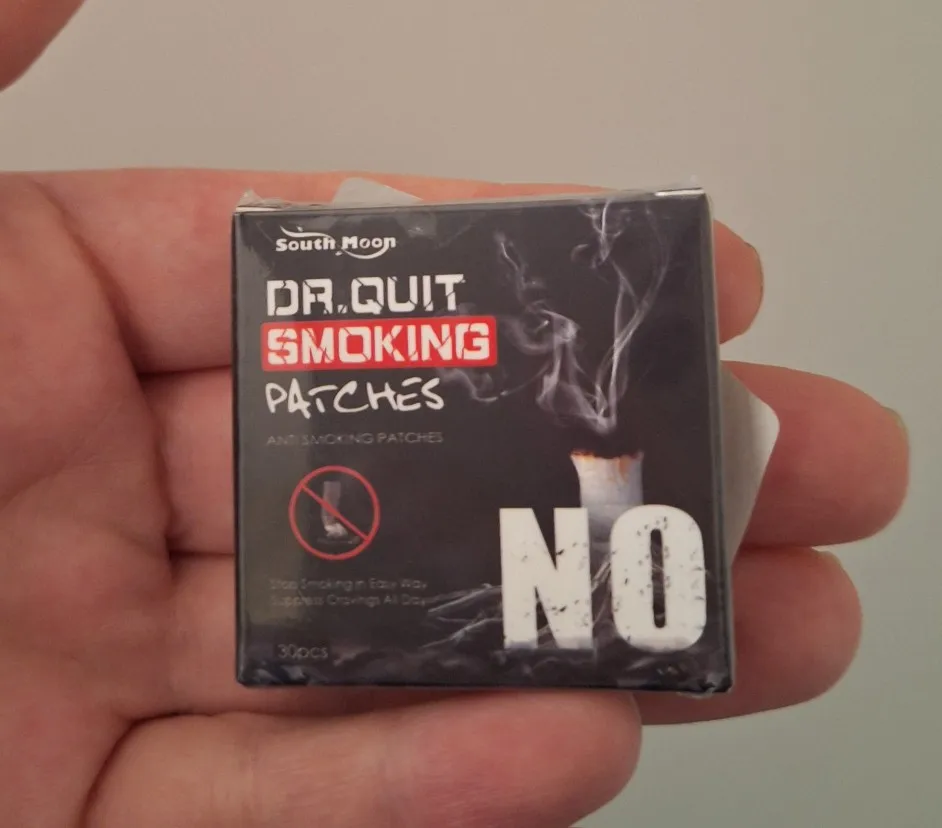 South Moon
DR.QUIT
SMOKING
PATCHES
ANTI SMOKING PATCHES
Stop Smoking in Easy Way
Suppress Cravings All Day
30pcs
NO